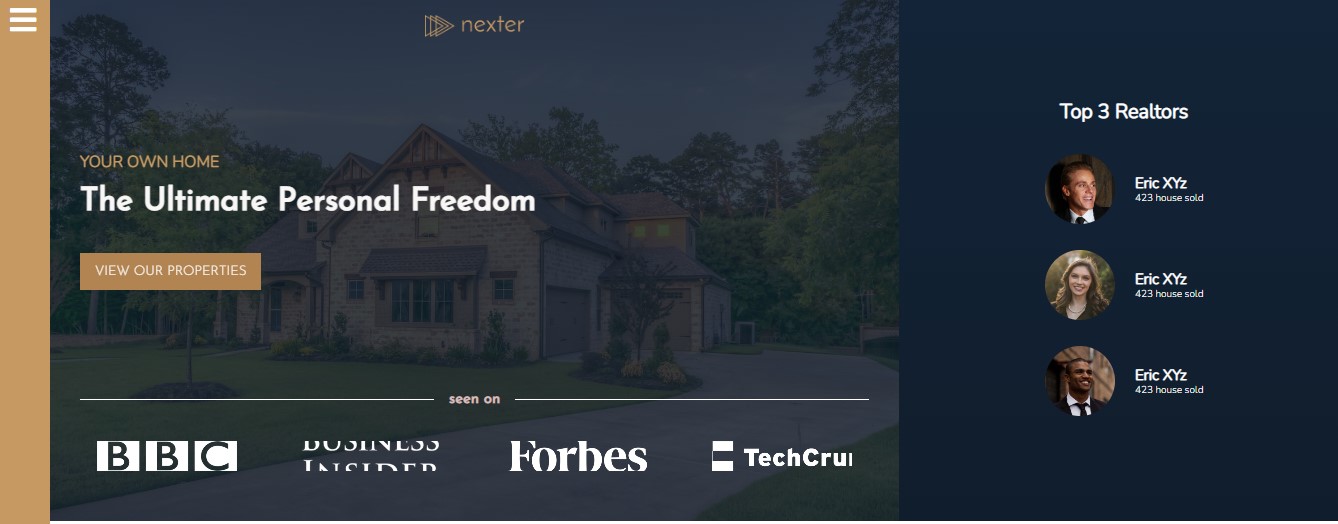 nexter
YOUR OWN HOME
The Ultimate Personal Freedom
VIEW OUR PROPERTIES
seen on
BBC
BUSINESS
INSIDER
Forbes
TechCru
Top 3 Realtors
Eric XYz
423 house sold
Eric XYz
423 house sold
Eric XYz
423 house sold